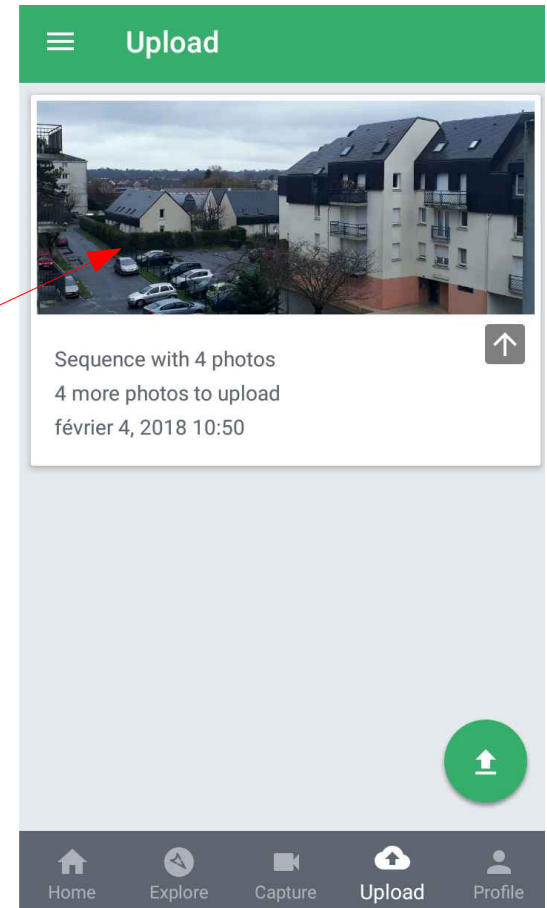 Upload
Sequence with 4 photos
4 more photos to upload
février 4, 2018 10:50
Home Explore Capture Upload Profile